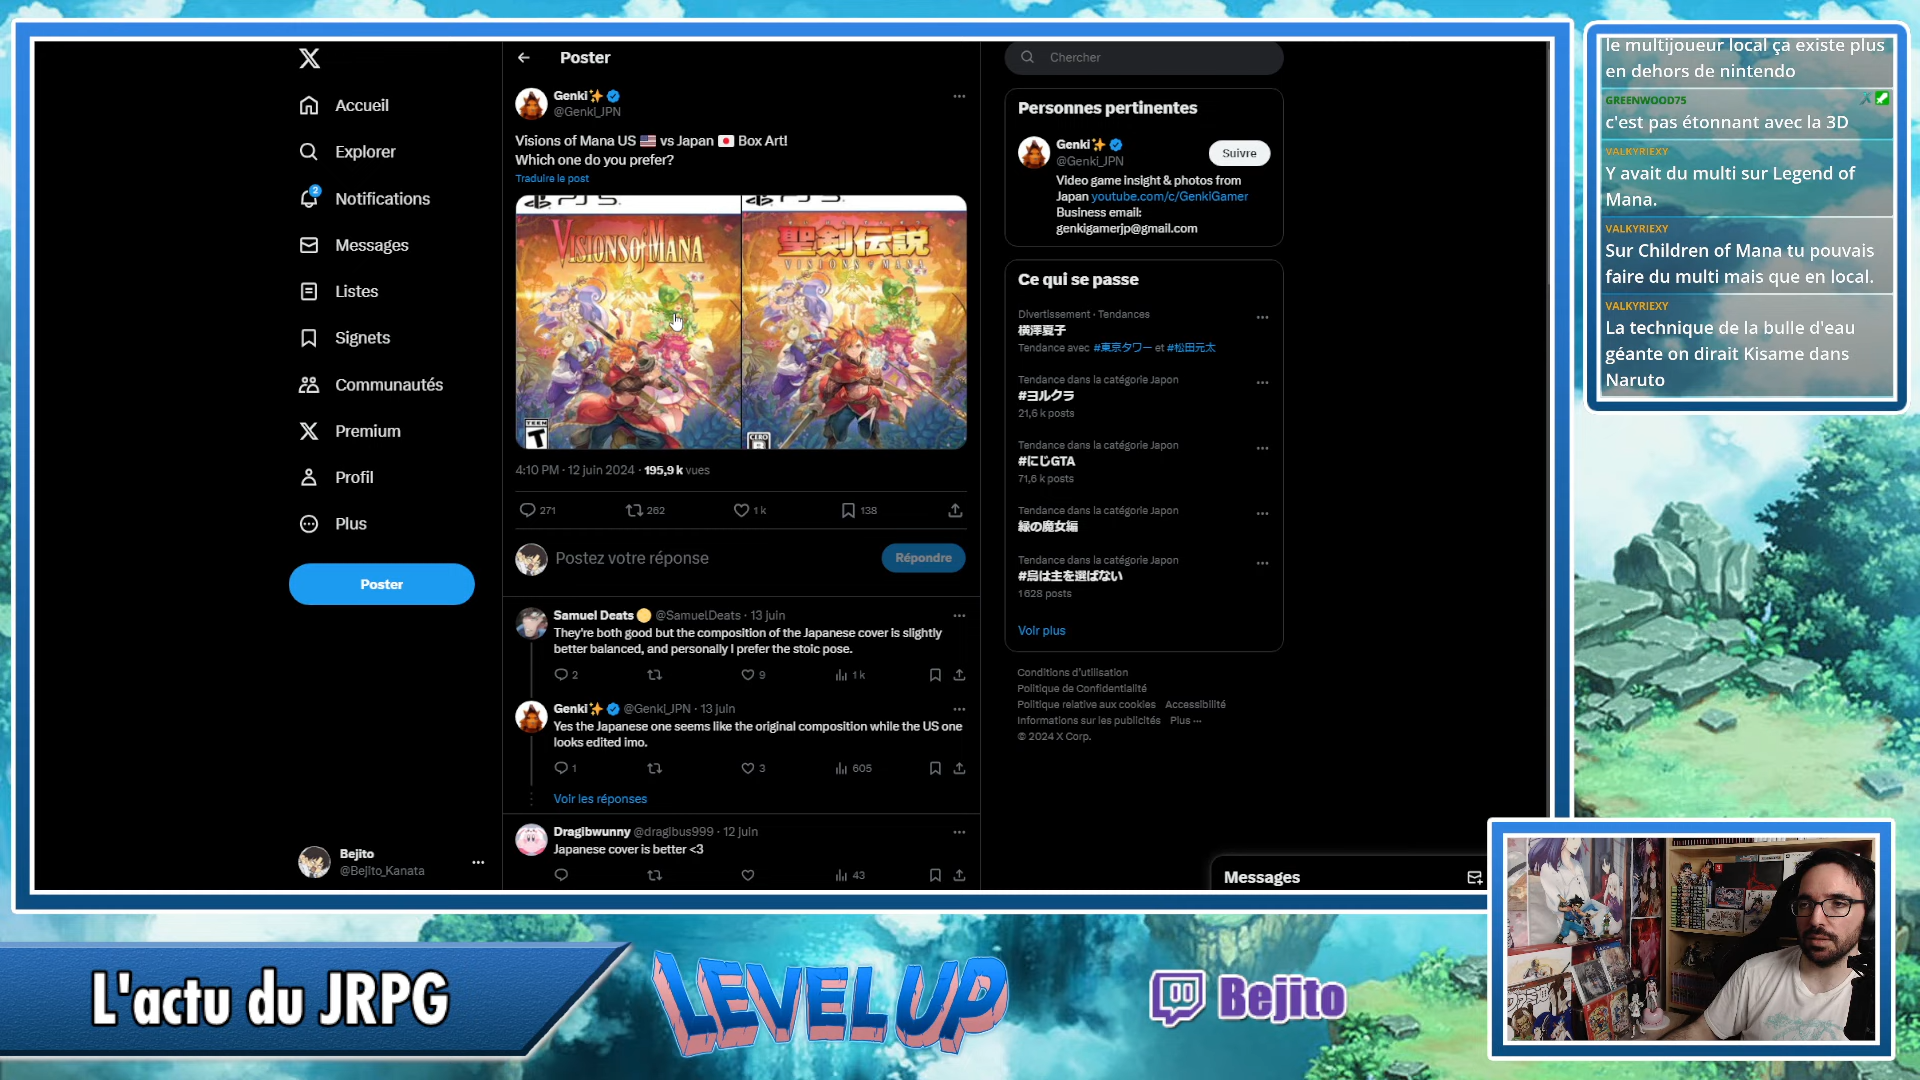 Accueil
Explorer
2
Notifications
Messages
Listes
Signets
Communautés
Premium
Profil
Plus
Poster
Bejito
@Bejito_Kanata
Poster
Genki✨
@Genki_JPN
Visions of Mana US 🇺🇸 vs Japan 🇯🇵 Box Art!
Which one do you prefer?
Traduire le post
PS5
VISIONS of MANA
TEEN
T
PS5
聖剣伝説
VISIONS of MANA
CERO
B
4:10 PM · 12 juin 2024 · 195,9 k vues
271
262
1 k
138
Postez votre réponse
Répondre
Samuel Deats @SamuelDeats · 13 juin
They're both good but the composition of the Japanese cover is slightly
better balanced, and personally I prefer the stoic pose.
2
9
1 k
Genki✨ @Genki_JPN · 13 juin
Yes the Japanese one seems like the original composition while the US one
looks edited imo.
1
3
605
Voir les réponses
Dragibwunny @dragibus999 · 12 juin
Japanese cover is better <3
43
Chercher
Personnes pertinentes
Genki✨
@Genki_JPN
Suivre
Video game insight & photos from
Japan youtube.com/c/GenkiGamer
Business email:
genkigamerjp@gmail.com
Ce qui se passe
Divertissement · Tendances
横澤夏子
Tendance avec #東京タワー et #松田元太
Tendance dans la catégorie Japon
#ヨルクラ
21,6 k posts
Tendance dans la catégorie Japon
#にじGTA
71,6 k posts
Tendance dans la catégorie Japon
緑の魔女編
Tendance dans la catégorie Japon
#烏は主を選ばない
1 628 posts
Voir plus
Conditions d'utilisation
Politique de Confidentialité
Politique relative aux cookies Accessibilité
Informations sur les publicités Plus ···
© 2024 X Corp.
Messages
le multijoueur local ça existe plus
en dehors de nintendo
GREENWOOD75
c'est pas étonnant avec la 3D
VALKYRIEXY
Y avait du multi sur Legend of
Mana.
VALKYRIEXY
Sur Children of Mana tu pouvais
faire du multi mais que en local.
VALKYRIEXY
La technique de la bulle d'eau
géante on dirait Kisame dans
Naruto
L'actu du JRPG
LEVEL UP
Bejito